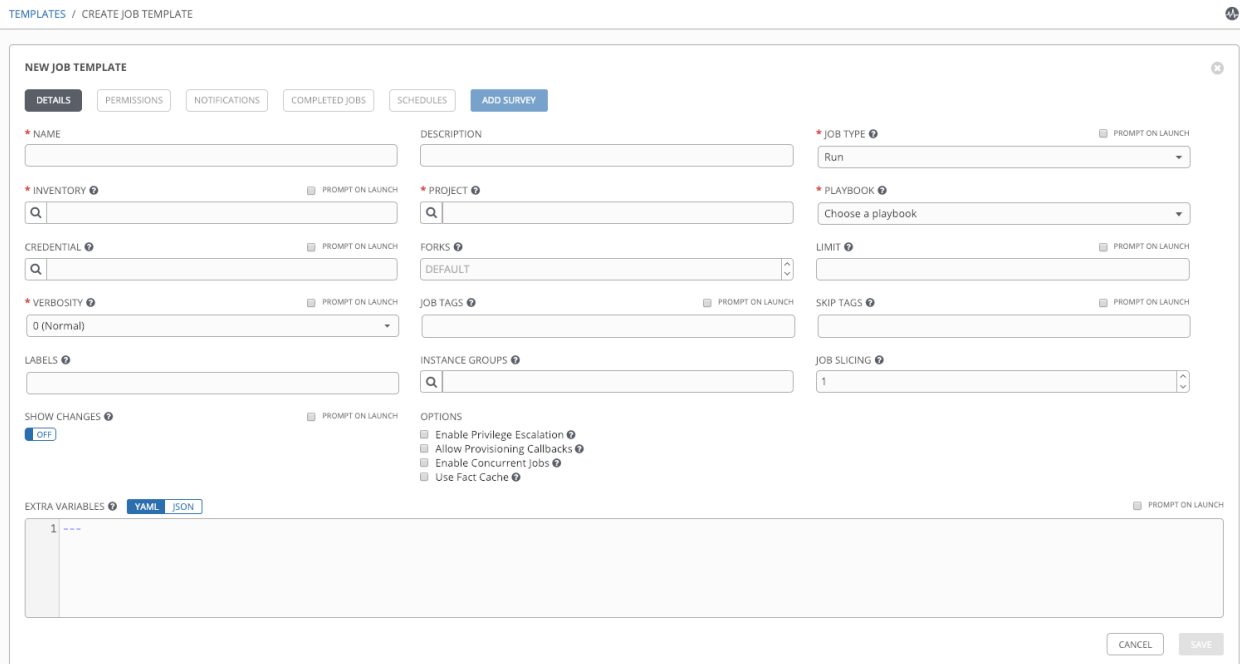 TEMPLATES / CREATE JOB TEMPLATE
NEW JOB TEMPLATE
DETAILS PERMISSIONS NOTIFICATIONS COMPLETED JOBS SCHEDULES ADD SURVEY
* NAME DESCRIPTION * JOB TYPE ? PROMPT ON LAUNCH
Run
* INVENTORY ? PROMPT ON LAUNCH * PROJECT ? * PLAYBOOK ?
Choose a playbook
CREDENTIAL ? PROMPT ON LAUNCH FORKS ? LIMIT ? PROMPT ON LAUNCH
DEFAULT
* VERBOSITY ? PROMPT ON LAUNCH JOB TAGS ? PROMPT ON LAUNCH SKIP TAGS ? PROMPT ON LAUNCH
0 (Normal)
LABELS ? INSTANCE GROUPS ? JOB SLICING ?
1
SHOW CHANGES ? PROMPT ON LAUNCH OPTIONS
OFF Enable Privilege Escalation ?
Allow Provisioning Callbacks ?
Enable Concurrent Jobs ?
Use Fact Cache ?
EXTRA VARIABLES ? YAML JSON PROMPT ON LAUNCH
1 ---
CANCEL SAVE